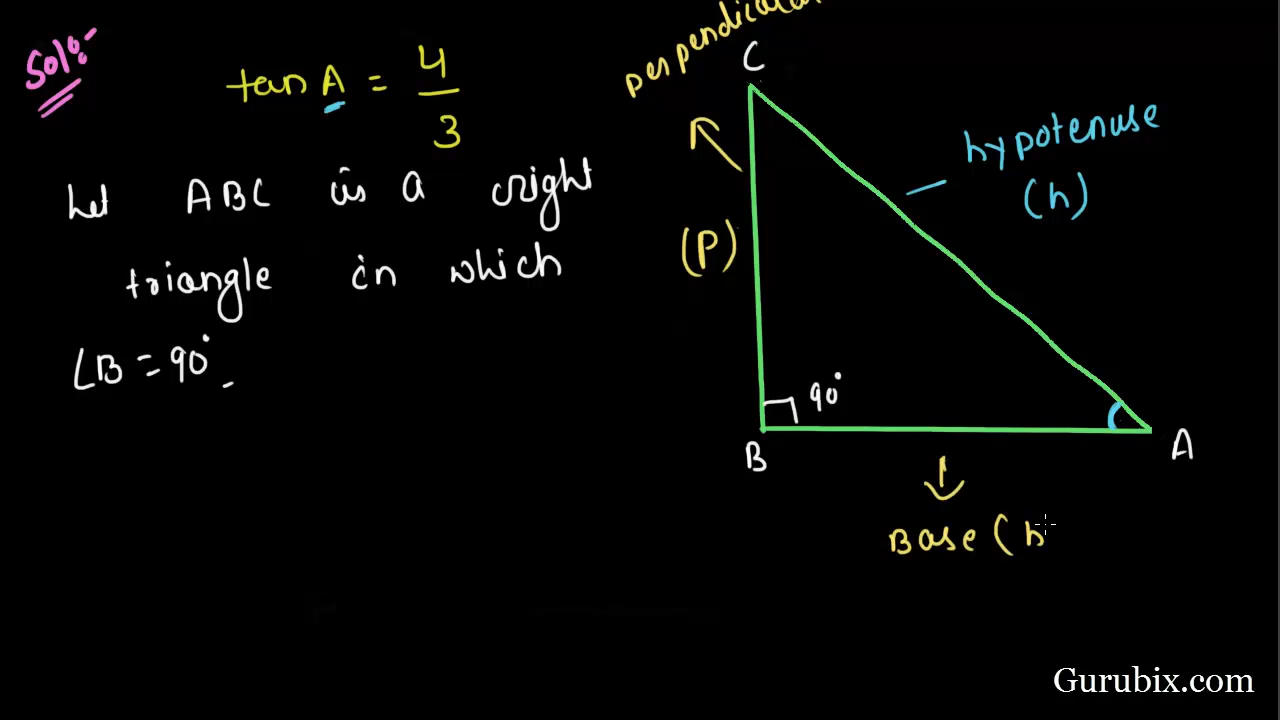 Sol:-
tan A = 4/3
Let ABC is a right
triangle in which
∠B = 90°
perpendicular
C
hypotenuse
(h)
(P)
90°
B
A
Base (b
Gurubix.com